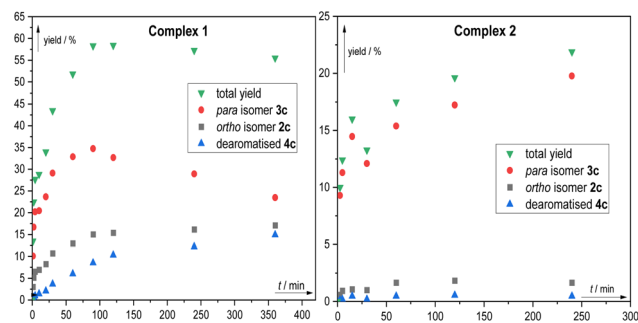 Complex 1
yield / %
65
60
55
50
45
40
35
30
25
20
15
10
5
0
total yield
para isomer 3c
ortho isomer 2c
dearomatised 4c
t / min
0 50 100 150 200 250 300 350 400
Complex 2
yield / %
25
20
15
10
5
0
total yield
para isomer 3c
ortho isomer 2c
dearomatised 4c
t / min
0 50 100 150 200 250 300